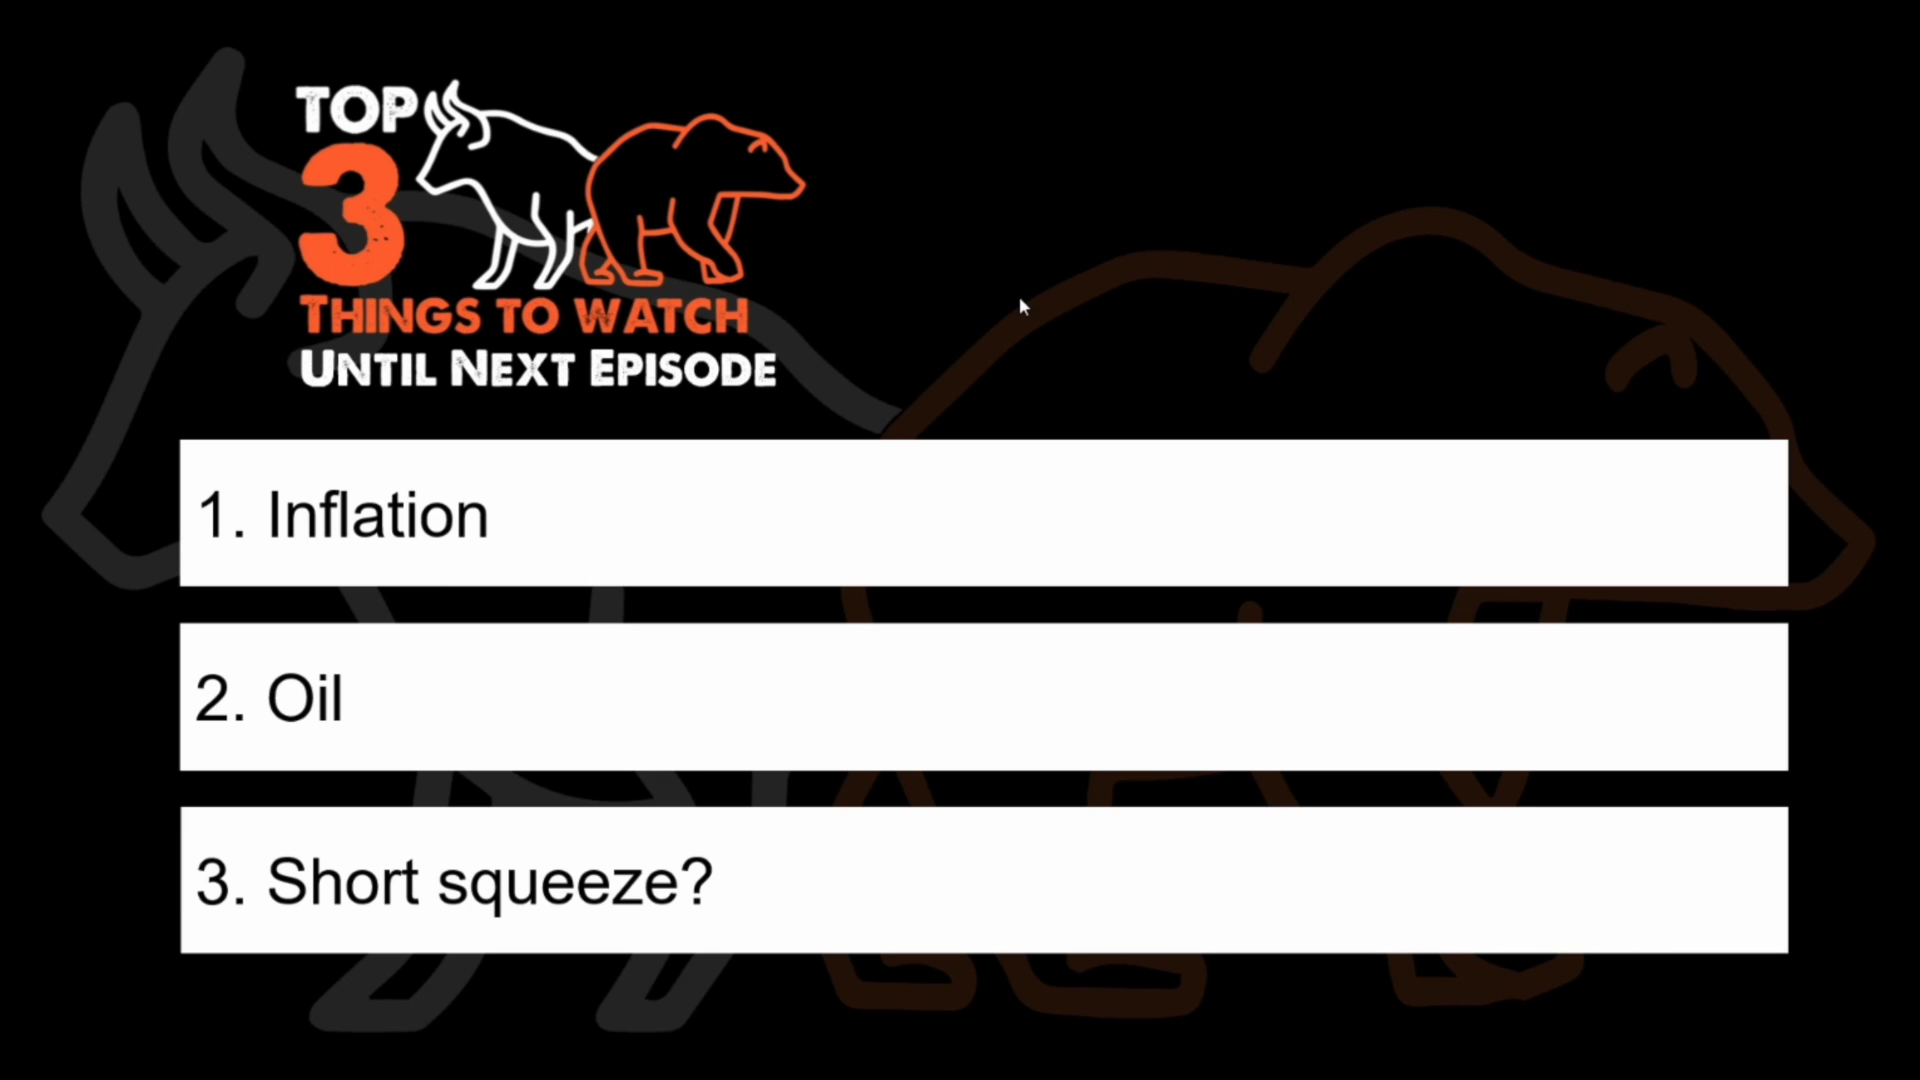 TOP
3
THINGS TO WATCH
UNTIL NEXT EPISODE
1. Inflation
2. Oil
3. Short squeeze?